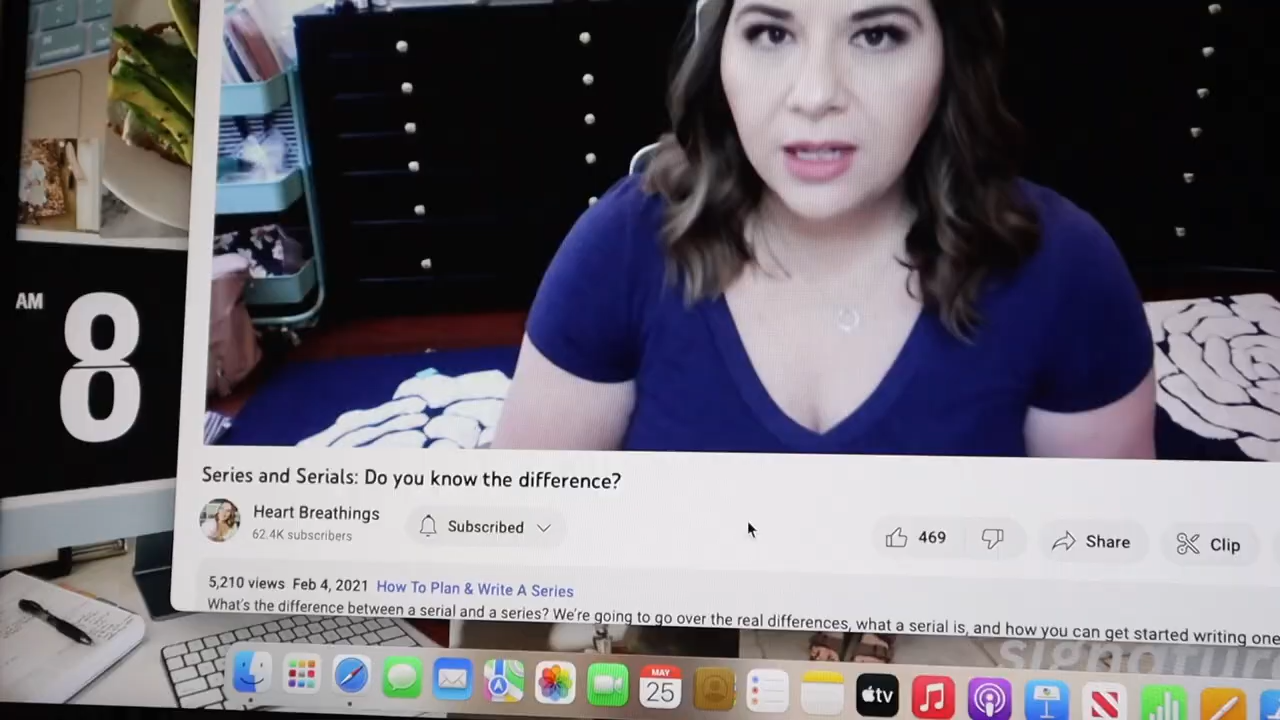 AM
8
Series and Serials: Do you know the difference?
Heart Breathings
62.4K subscribers
Subscribed
469
Share
Clip
5,210 views Feb 4, 2021 How To Plan & Write A Series
What's the difference between a serial and a series? We're going to go over the real differences, what a serial is, and how you can get started writing one
signatur
MAY
25
tv